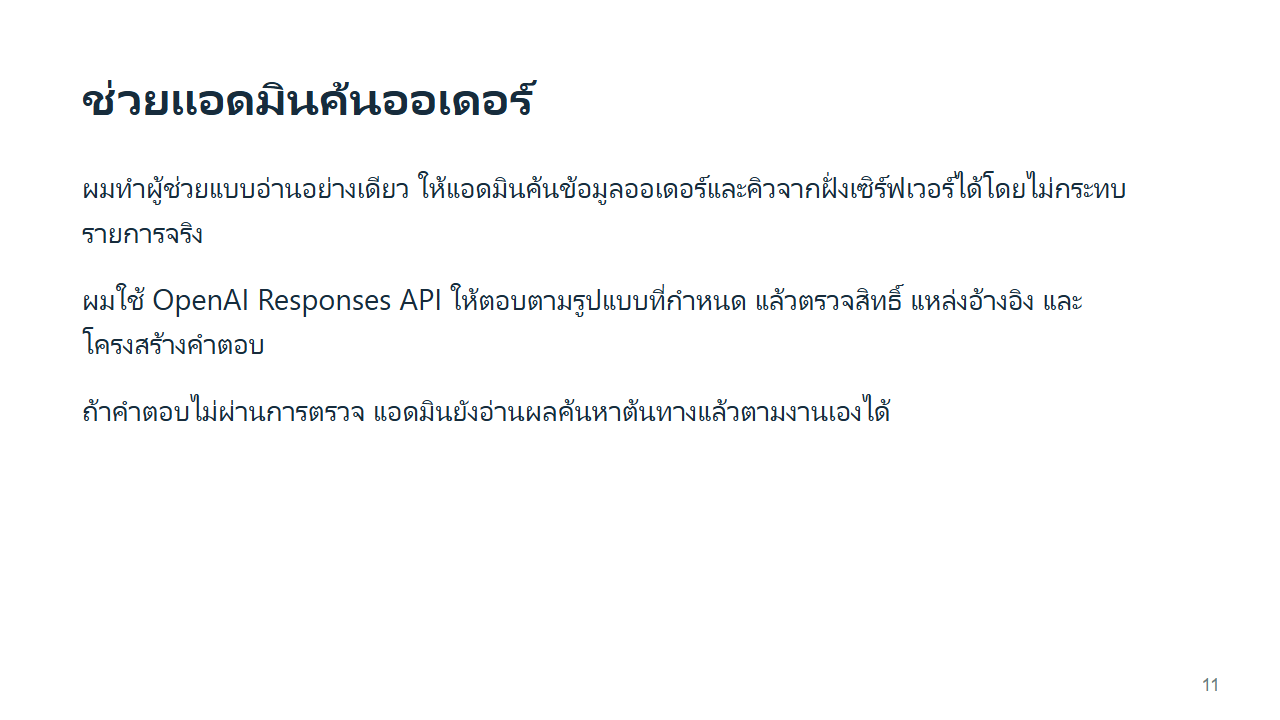 ช่วยแอดมินค้นออเดอร์
ผมทำผู้ช่วยแบบอ่านอย่างเดียว ให้แอดมินค้นข้อมูลออเดอร์และคิวจากฝั่งเซิร์ฟเวอร์ได้โดยไม่กระทบ
รายการจริง
ผมใช้ OpenAI Responses API ให้ตอบตามรูปแบบที่กำหนด แล้วตรวจสิทธิ์ แหล่งอ้างอิง และ
โครงสร้างคำตอบ
ถ้าคำตอบไม่ผ่านการตรวจ แอดมินยังอ่านผลค้นหาต้นทางแล้วตามงานเองได้
11